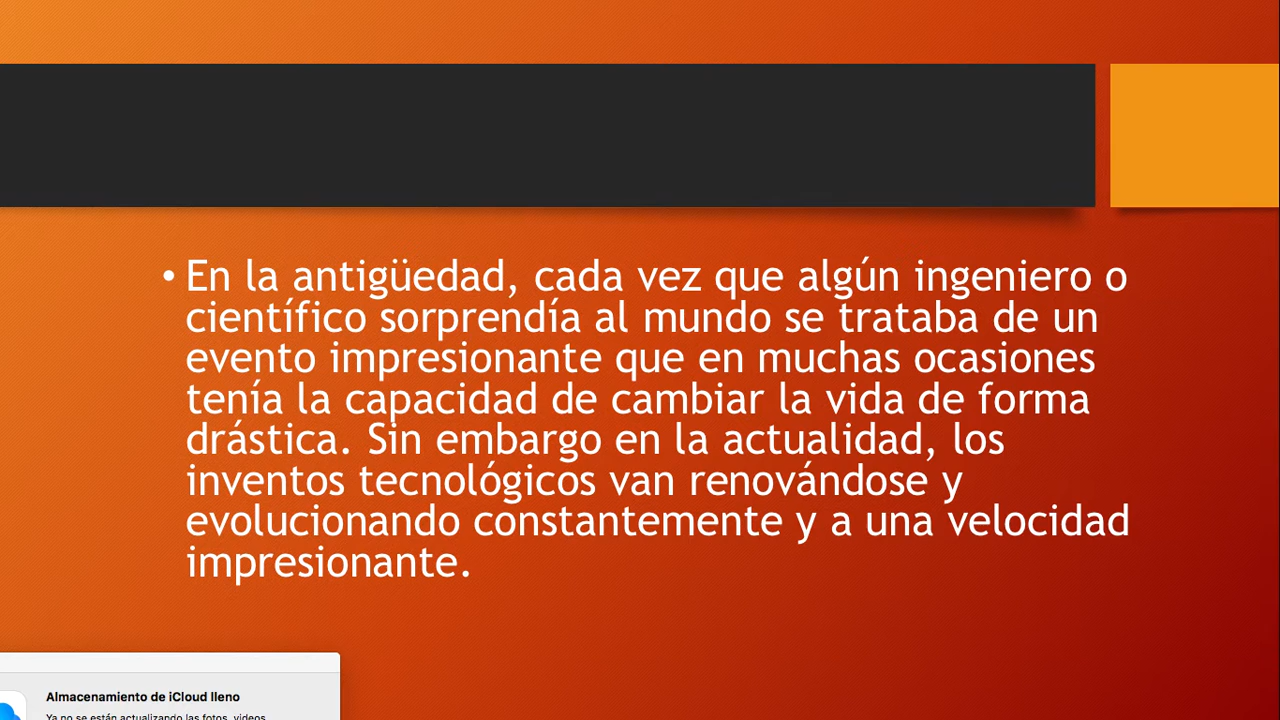 • En la antigüedad, cada vez que algún ingeniero o
científico sorprendía al mundo se trataba de un
evento impresionante que en muchas ocasiones
tenía la capacidad de cambiar la vida de forma
drástica. Sin embargo en la actualidad, los
inventos tecnológicos van renovándose y
evolucionando constantemente y a una velocidad
impresionante.
Almacenamiento de iCloud lleno
Ya no se están actualizando las fotos, videos,